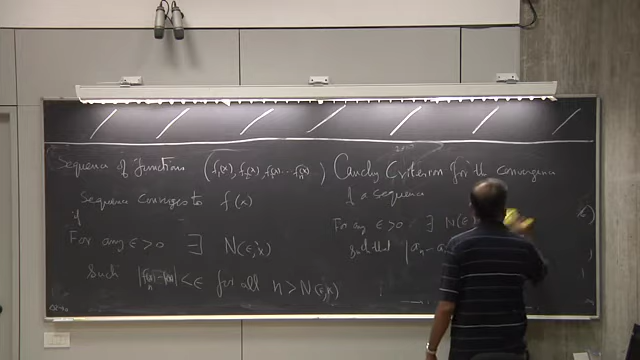 Sequence of functions (f₁(x), f₂(x), f₃(x) ... fₙ(x))
Sequence Converges to f(x)
if
For any ε > 0 ∃ N(ε,x)
Such |fₙ(x) - f(x)| < ε for all n > N(ε,x)
Cauchy Criterion for the convergence
of a sequence
For any ε > 0 ∃ N(ε
Such that |aₙ - a